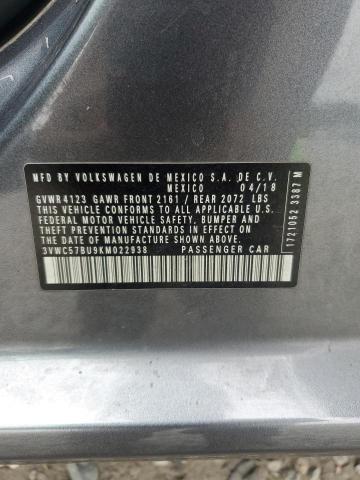 MFD. BY VOLKSWAGEN DE MEXICO S.A. DE C.V.
MEXICO 04/18
GVWR 4123 GAWR FRONT 2161 / REAR 2072 LBS
THIS VEHICLE CONFORMS TO ALL APPLICABLE U.S.
FEDERAL MOTOR VEHICLE SAFETY, BUMPER AND
THEFT PREVENTION STANDARDS IN EFFECT ON THE
DATE OF MANUFACTURE SHOWN ABOVE.
3VWC57BU9KM022938 PASSENGER CAR
1721052 3387 M